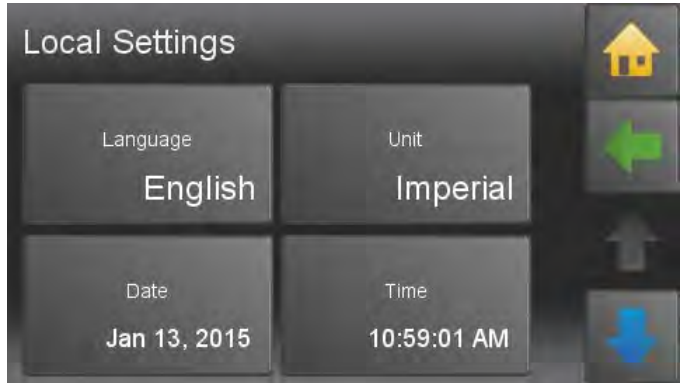 Local Settings
Language
English
Unit
Imperial
Date
Jan 13, 2015
Time
10:59:01 AM